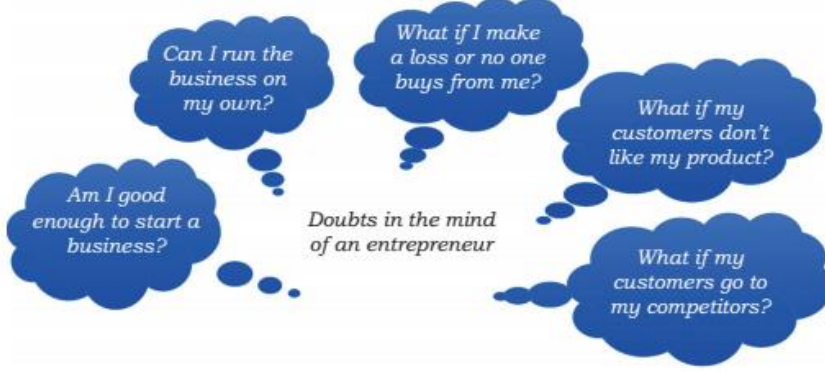 Can I run the
business on
my own?
What if I make
a loss or no one
buys from me?
What if my
customers don't
like my product?
Am I good
enough to start a
business?
Doubts in the mind
of an entrepreneur
What if my
customers go to
my competitors?